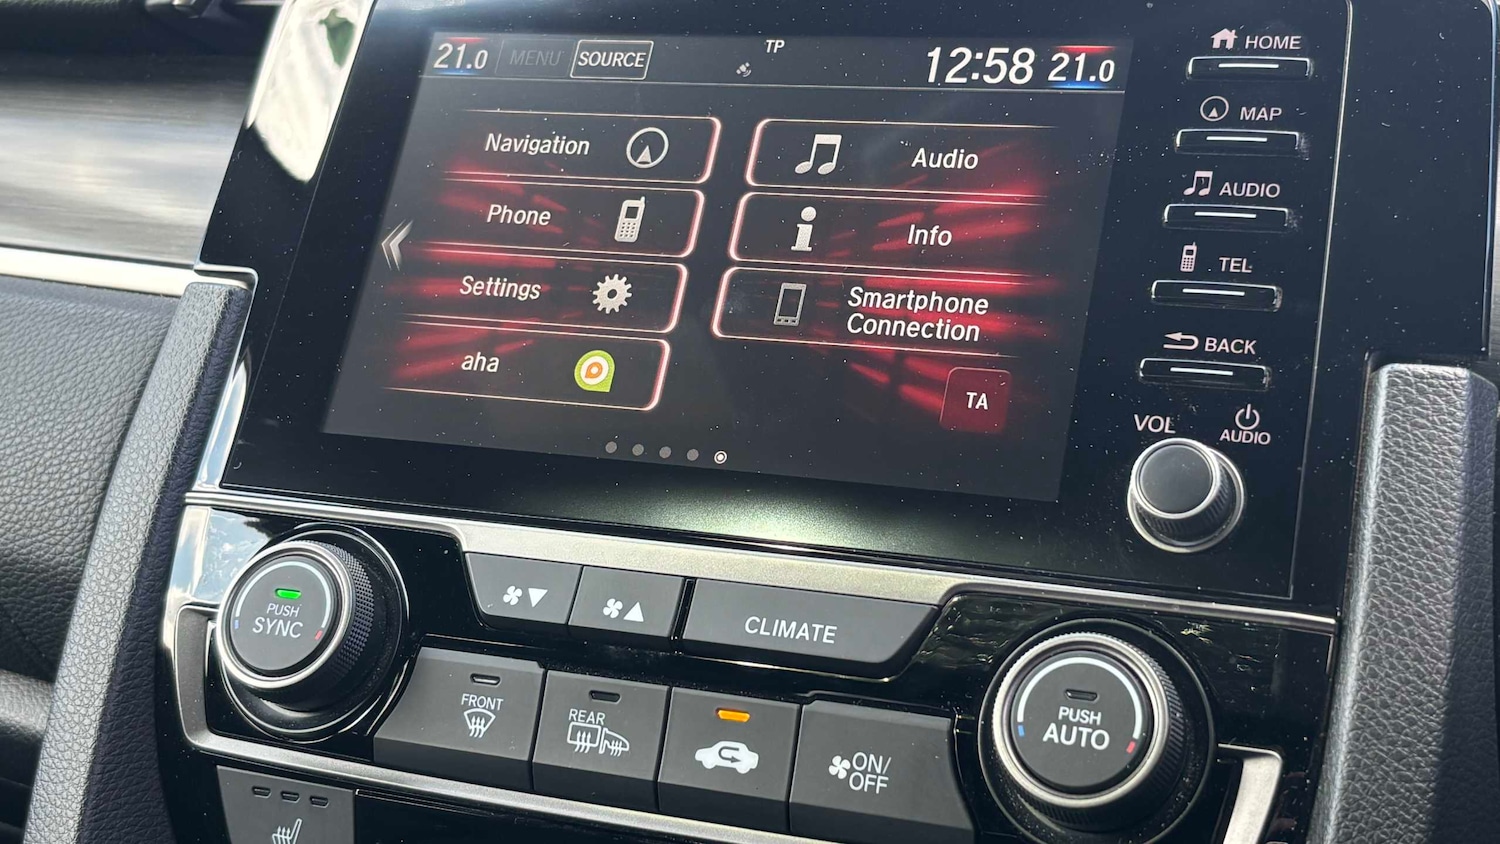 21.0 MENU SOURCE TP 12:58 21.0
Navigation
Audio
Phone
Info
Settings
Smartphone
Connection
aha
TA
HOME
MAP
AUDIO
TEL
BACK
VOL
AUDIO
PUSH
SYNC
CLIMATE
FRONT
REAR
ON/
OFF
PUSH
AUTO